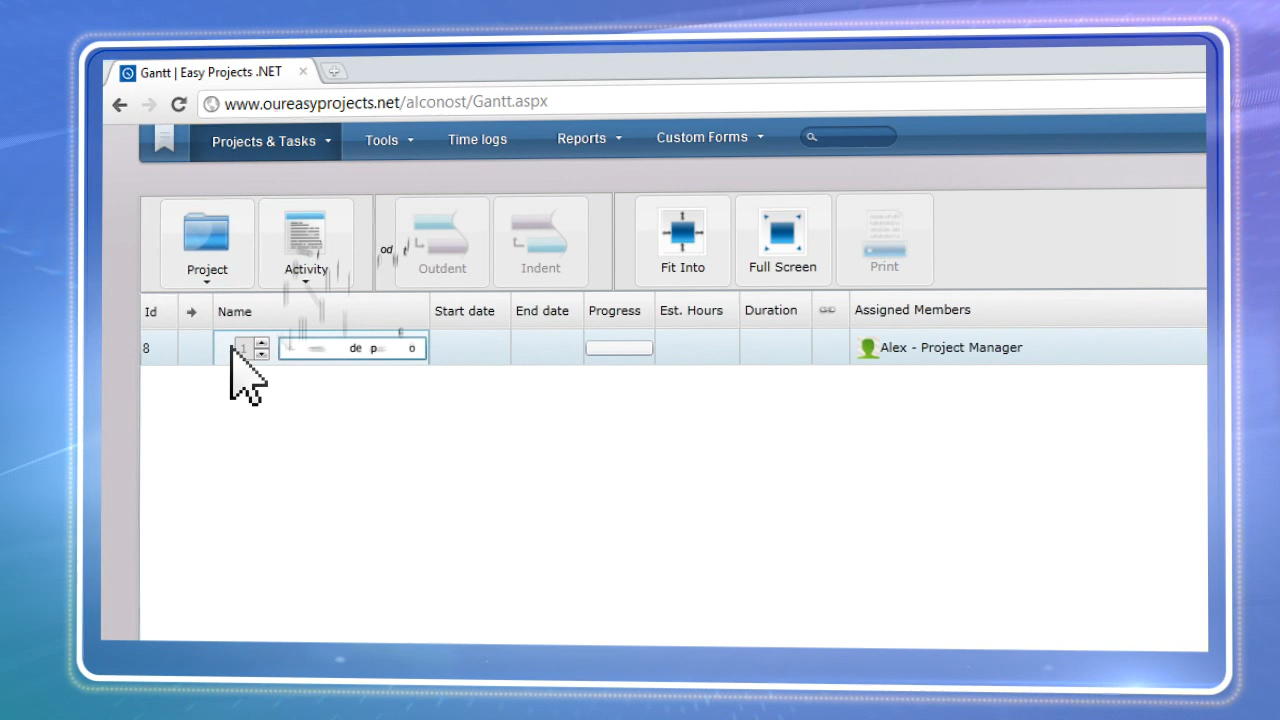 Gantt | Easy Projects .NET
www.oureasyprojects.net/alconost/Gantt.aspx
Projects & Tasks Tools Time logs Reports Custom Forms
Project Activity Outdent Indent Fit Into Full Screen Print
Id Name Start date End date Progress Est. Hours Duration Assigned Members
8 1 de Alex - Project Manager